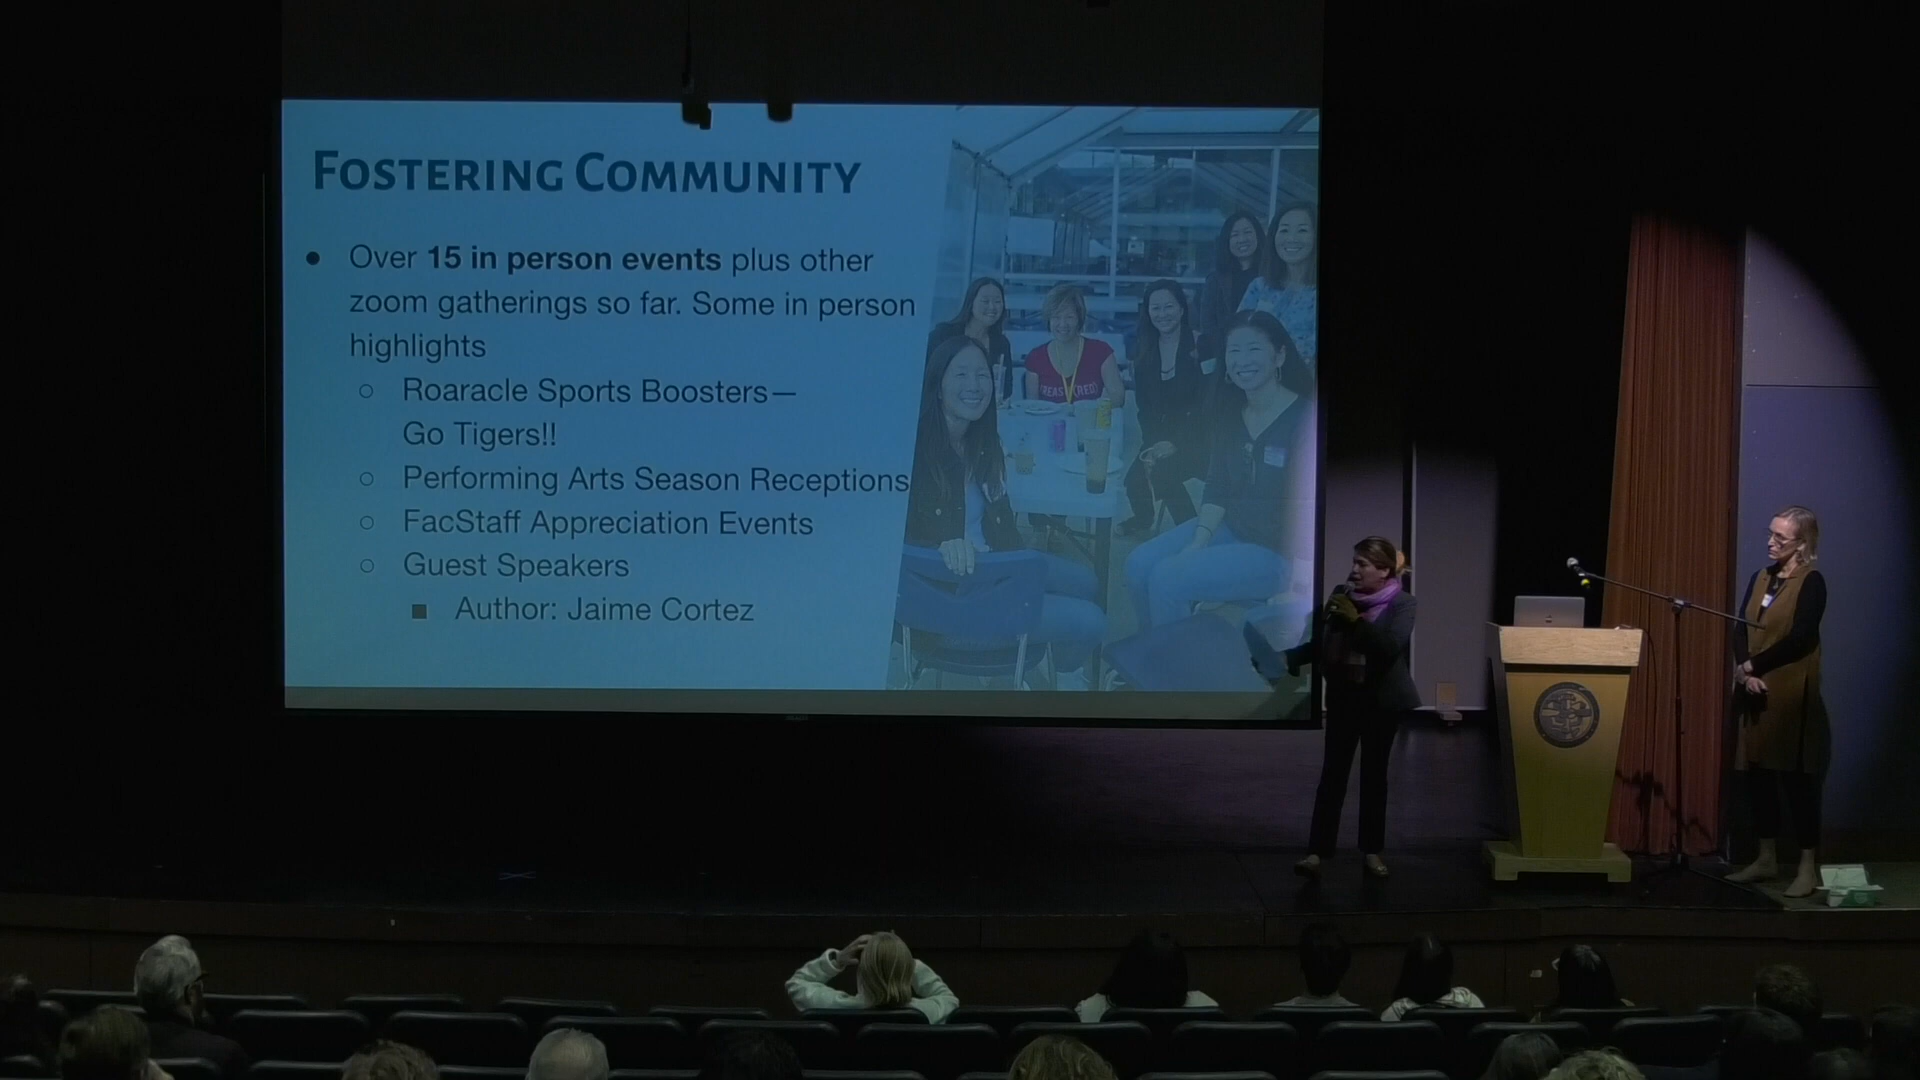 FOSTERING COMMUNITY
● Over 15 in person events plus other
zoom gatherings so far. Some in person
highlights
○ Roaracle Sports Boosters—
Go Tigers!!
○ Performing Arts Season Receptions
○ FacStaff Appreciation Events
○ Guest Speakers
■ Author: Jaime Cortez